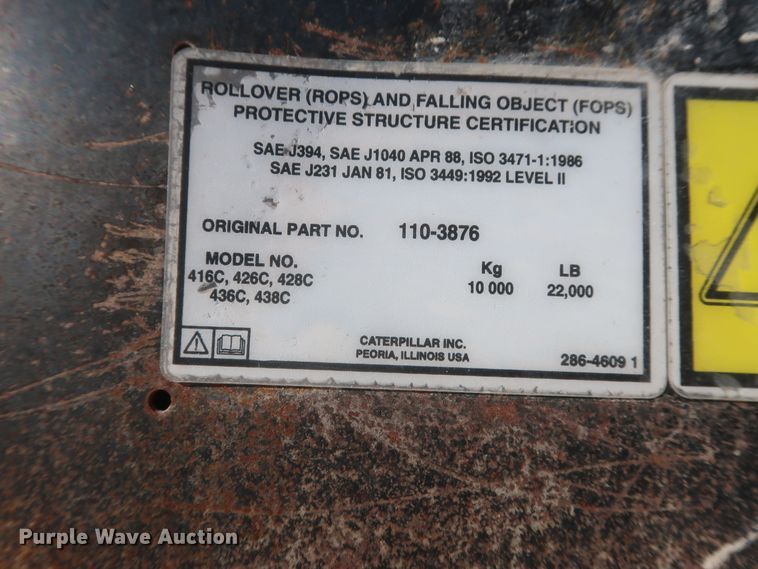 ROLLOVER (ROPS) AND FALLING OBJECT (FOPS)
PROTECTIVE STRUCTURE CERTIFICATION
SAE J394, SAE J1040 APR 88, ISO 3471-1:1986
SAE J231 JAN 81, ISO 3449:1992 LEVEL II
ORIGINAL PART NO. 110-3876
MODEL NO. Kg LB
416C, 426C, 428C 10 000 22,000
436C, 438C
CATERPILLAR INC.
PEORIA, ILLINOIS USA
286-4609 1
Purple Wave Auction